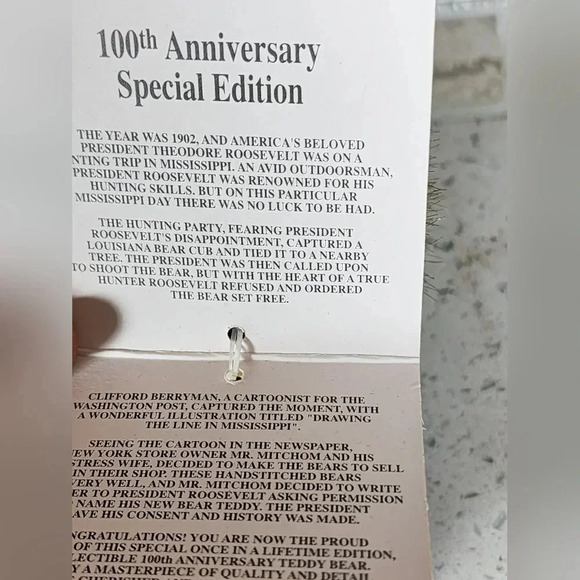 100th Anniversary
Special Edition
THE YEAR WAS 1902, AND AMERICA'S BELOVED
PRESIDENT THEODORE ROOSEVELT WAS ON A
NTING TRIP IN MISSISSIPPI. AN AVID OUTDOORSMAN,
PRESIDENT ROOSEVELT WAS RENOWNED FOR HIS
HUNTING SKILLS. BUT ON THIS PARTICULAR
MISSISSIPPI DAY THERE WAS NO LUCK TO BE HAD.
THE HUNTING PARTY, FEARING PRESIDENT
ROOSEVELT'S DISAPPOINTMENT, CAPTURED A
LOUISIANA BEAR CUB AND TIED IT TO A NEARBY
TREE. THE PRESIDENT WAS THEN CALLED UPON
TO SHOOT THE BEAR, BUT WITH THE HEART OF A TRUE
HUNTER ROOSEVELT REFUSED AND ORDERED
THE BEAR SET FREE.
CLIFFORD BERRYMAN, A CARTOONIST FOR THE
WASHINGTON POST, CAPTURED THE MOMENT, WITH
A WONDERFUL ILLUSTRATION TITLED "DRAWING
THE LINE IN MISSISSIPPI".
SEEING THE CARTOON IN THE NEWSPAPER,
EW YORK STORE OWNER MR. MITCHOM AND HIS
STRESS WIFE, DECIDED TO MAKE THE BEARS TO SELL
IN THEIR SHOP. THESE HANDSTITCHED BEARS
VERY WELL, AND MR. MITCHOM DECIDED TO WRITE
ER TO PRESIDENT ROOSEVELT ASKING PERMISSION
NAME HIS NEW BEAR TEDDY. THE PRESIDENT
AVE HIS CONSENT AND HISTORY WAS MADE.
NGRATULATIONS! YOU ARE NOW THE PROUD
OF THIS SPECIAL ONCE IN A LIFETIME EDITION,
LECTIBLE 100th ANNIVERSARY TEDDY BEAR.
Y A MASTERPIECE OF QUALITY AND DETAIL